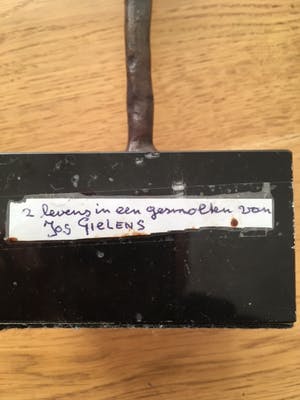 2 levens in een gesmolten van
Jos GIELENS